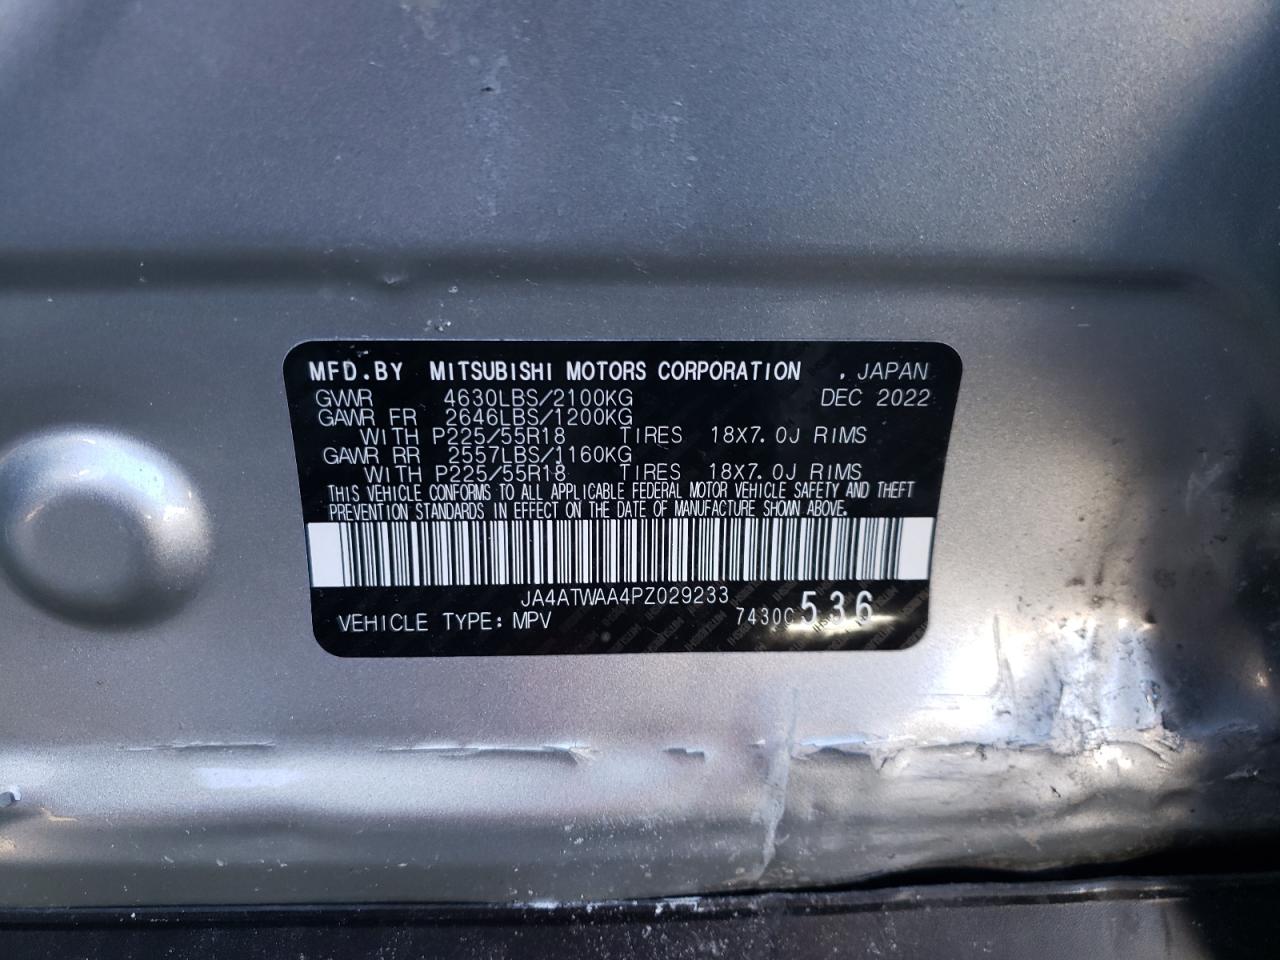 MFD.BY MITSUBISHI MOTORS CORPORATION , JAPAN
GVWR 4630LBS/2100KG DEC 2022
GAWR FR 2646LBS/1200KG
WITH P225/55R18 TIRES 18X7.0J RIMS
GAWR RR 2557LBS/1160KG
WITH P225/55R18 TIRES 18X7.0J RIMS
THIS VEHICLE CONFORMS TO ALL APPLICABLE FEDERAL MOTOR VEHICLE SAFETY AND THEFT
PREVENTION STANDARDS IN EFFECT ON THE DATE OF MANUFACTURE SHOWN ABOVE.
JA4ATWAA4PZ029233
VEHICLE TYPE: MPV 7430C 536